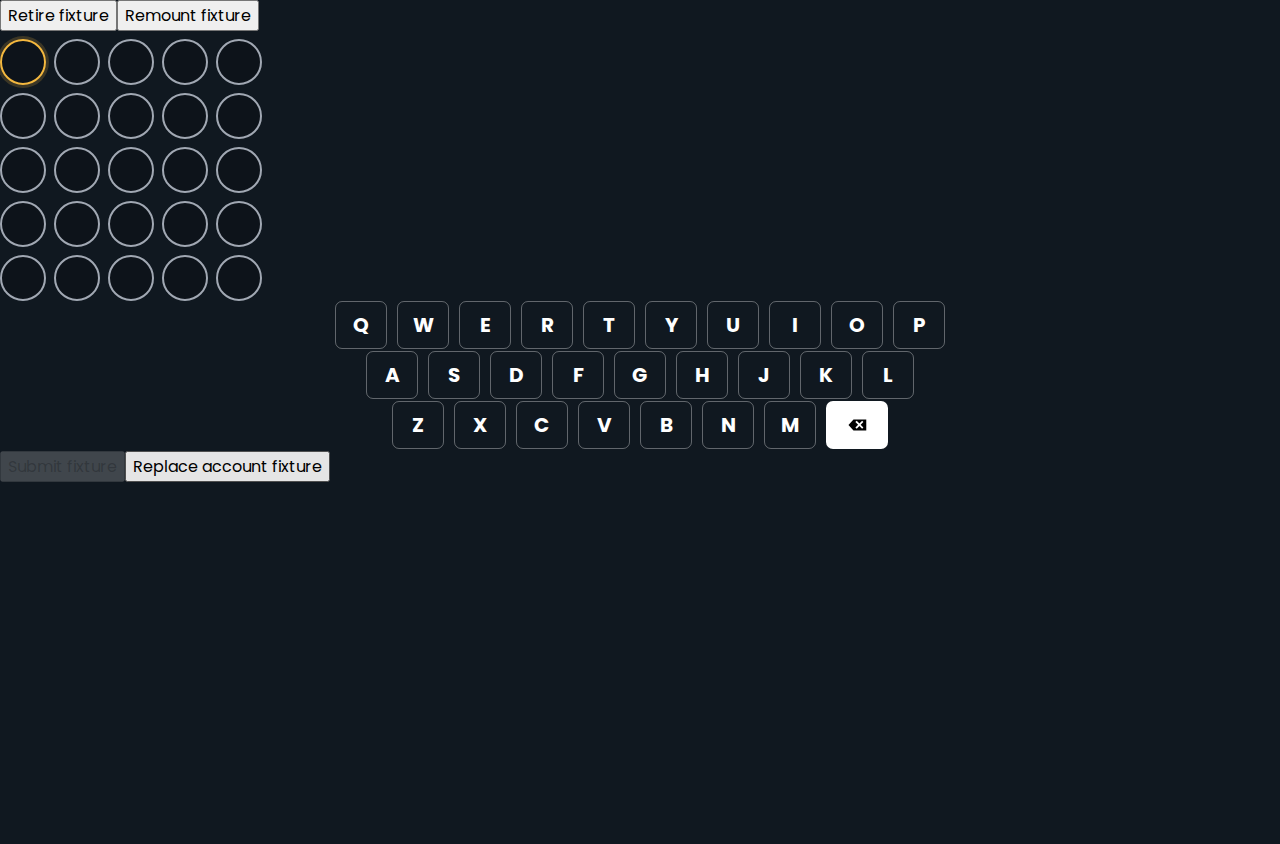 Retire fixture Remount fixture
Q W E R T Y U I O P
A S D F G H J K L
Z X C V B N M
Submit fixture Replace account fixture